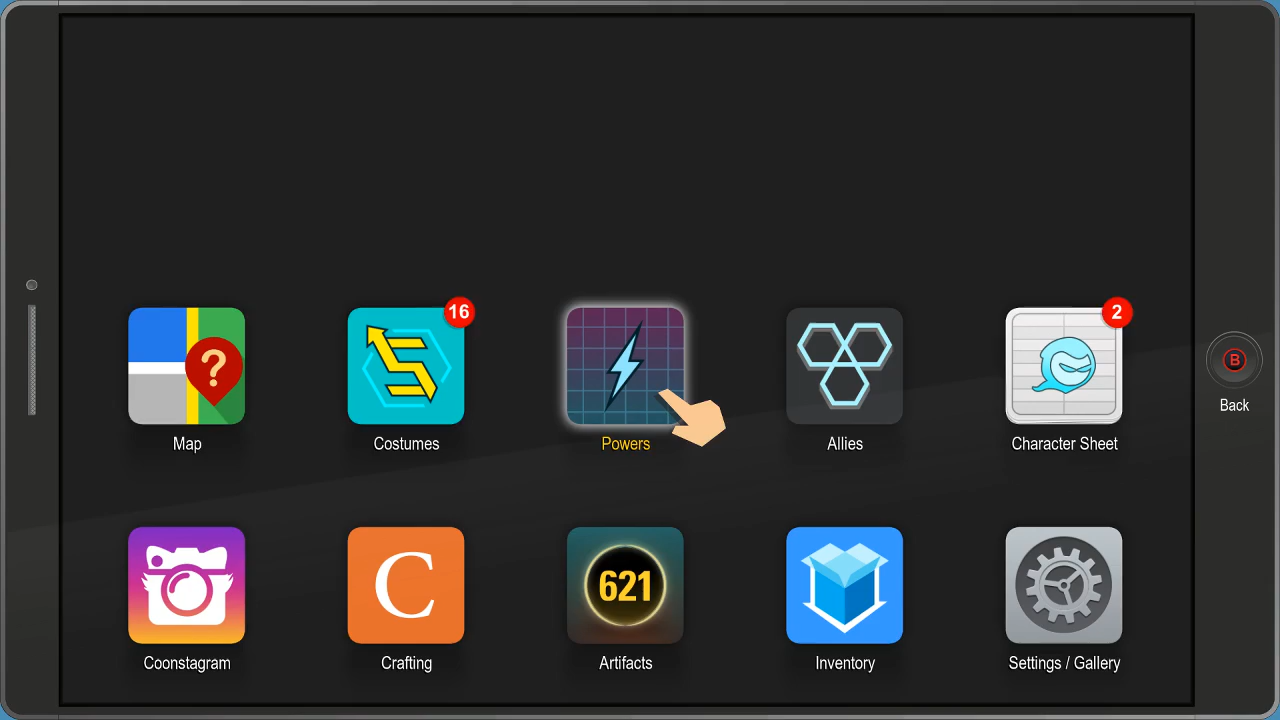 16
2
?
Map
Costumes
Powers
Allies
Character Sheet
B
Back
C
621
Coonstagram
Crafting
Artifacts
Inventory
Settings / Gallery